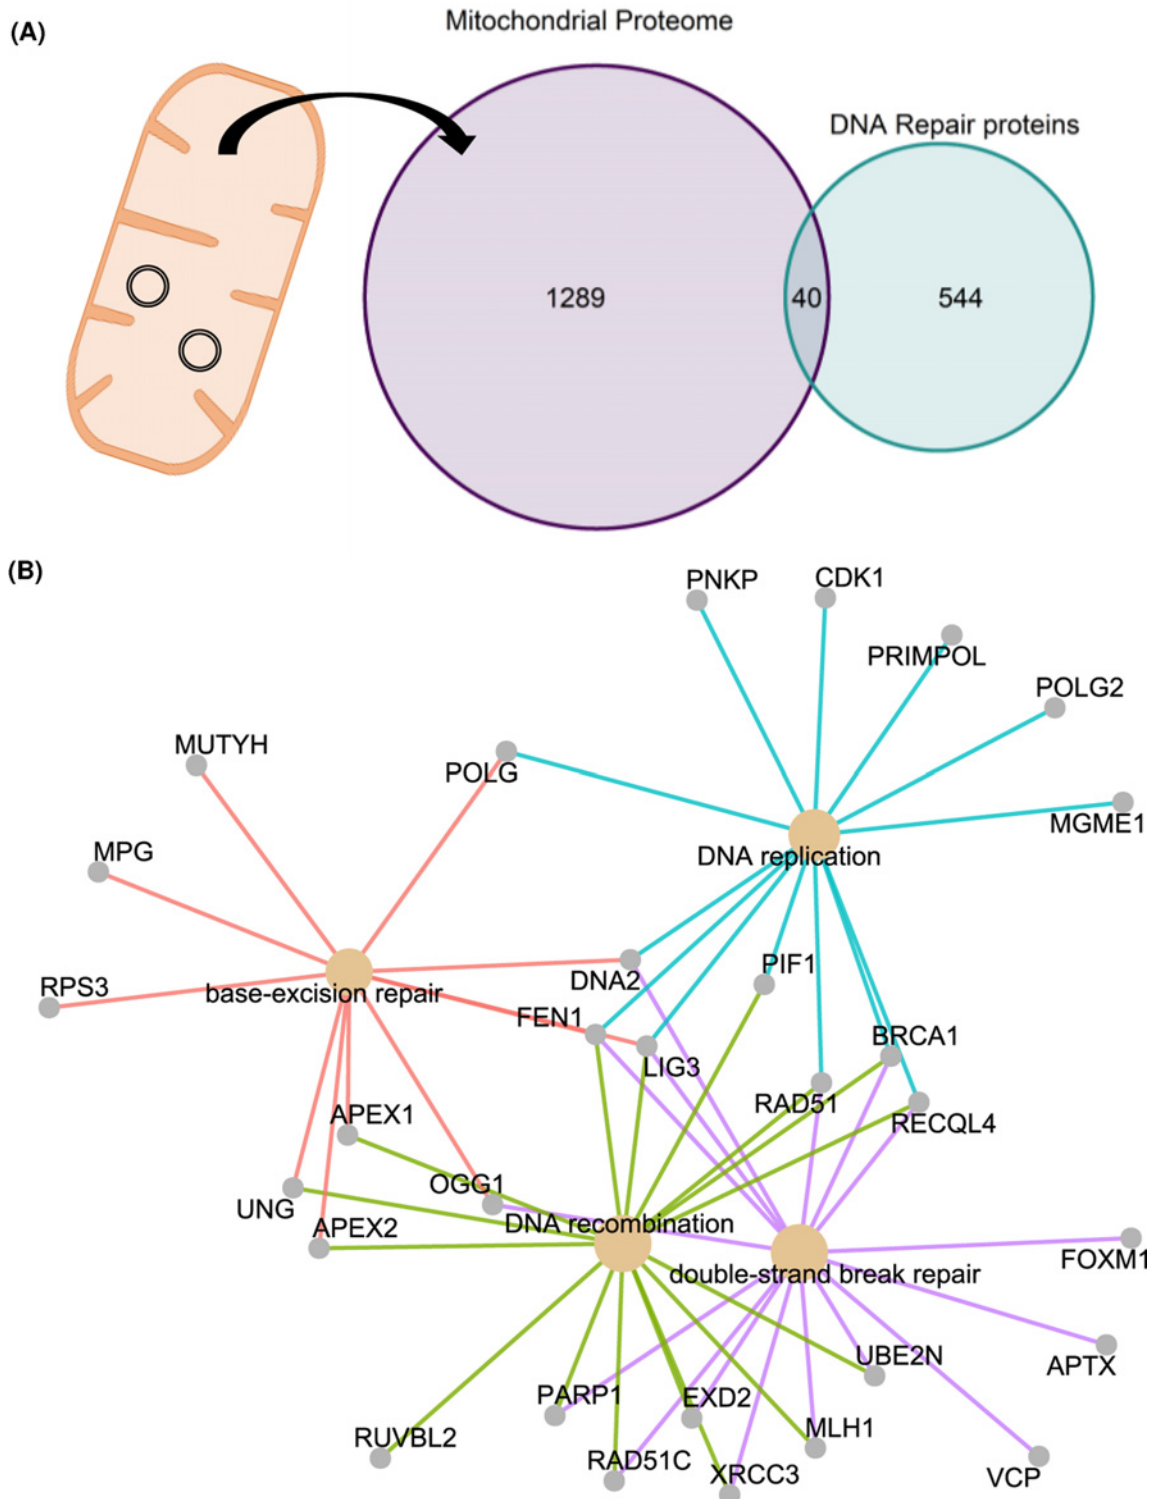 (A)
Mitochondrial Proteome
DNA Repair proteins
1289
40
544
(B)
PNKP
CDK1
PRIMPOL
POLG2
MUTYH
POLG
MGME1
MPG
DNA replication
RPS3
base-excision repair
DNA2
PIF1
FEN1
LIG3
BRCA1
RAD51
RECQL4
APEX1
OGG1
UNG
APEX2
DNA recombination
double-strand break repair
FOXM1
UBE2N
APTX
PARP1
EXD2
RUVBL2
MLH1
RAD51C
XRCC3
VCP